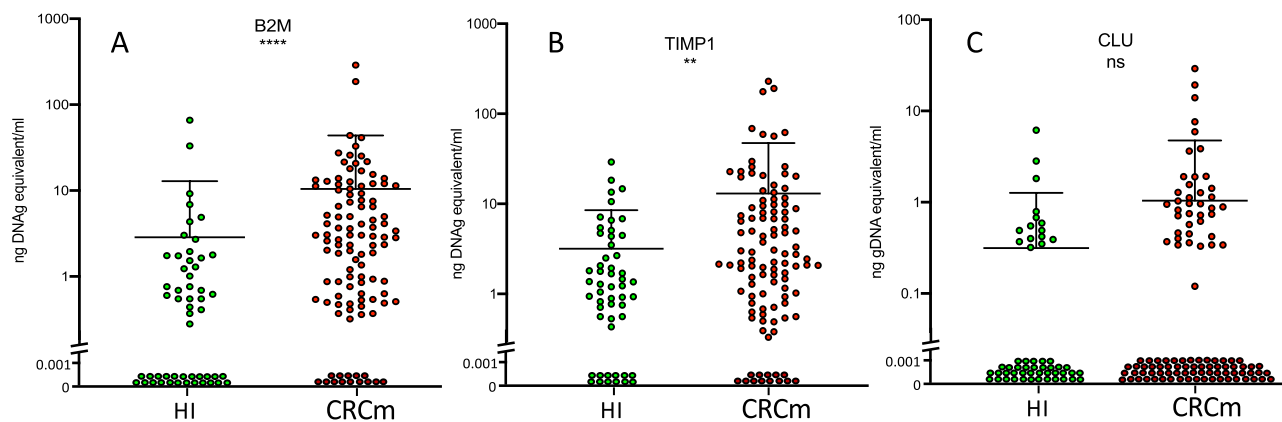 A
B2M
****
ng DNAg equivalent/ml
1000
100
10
1
0.001
0
HI
CRCm
B
TIMP1
**
ng DNAg equivalent/ml
1000
100
10
1
0.001
0
HI
CRCm
C
CLU
ns
ng gDNA equivalent/ml
100
10
1
0.1
0.001
0
HI
CRCm